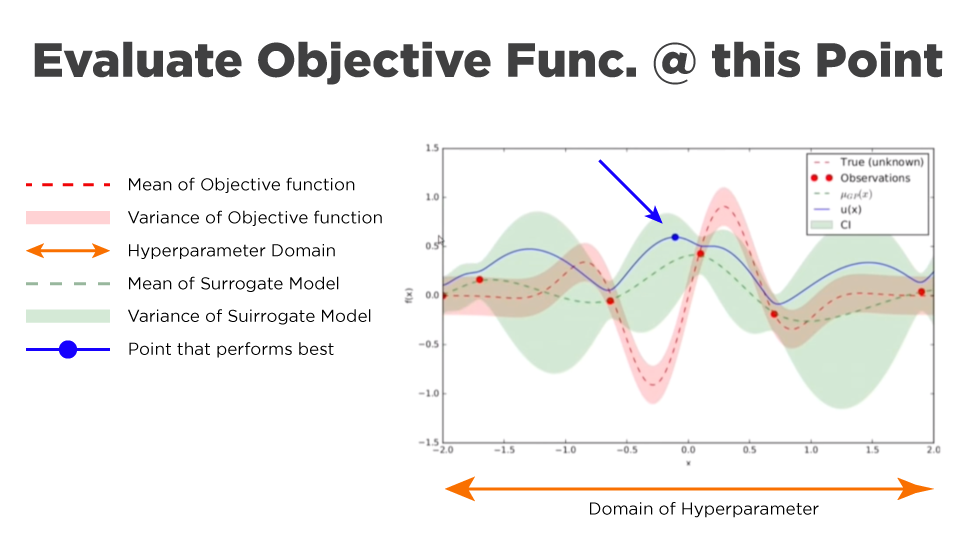 Evaluate Objective Func. @ this Point
Mean of Objective function
Variance of Objective function
Hyperparameter Domain
Mean of Surrogate Model
Variance of Suirrogate Model
Point that performs best
True (unknown)
Observations
μGP(x)
u(x)
CI
1.5
1.0
0.5
0.0
−0.5
−1.0
−1.5
f(x)
−2.0 −1.5 −1.0 −0.5 0.0 0.5 1.0 1.5 2.0
x
Domain of Hyperparameter